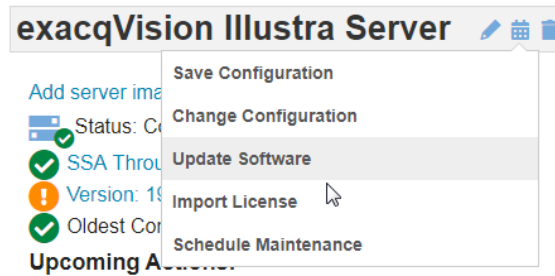 exacqVision Illustra Server
Save Configuration
Add server ima
Change Configuration
Status: Co
Update Software
SSA Throu
Import License
Version: 19
Schedule Maintenance
Oldest Cor
Upcoming Actions: